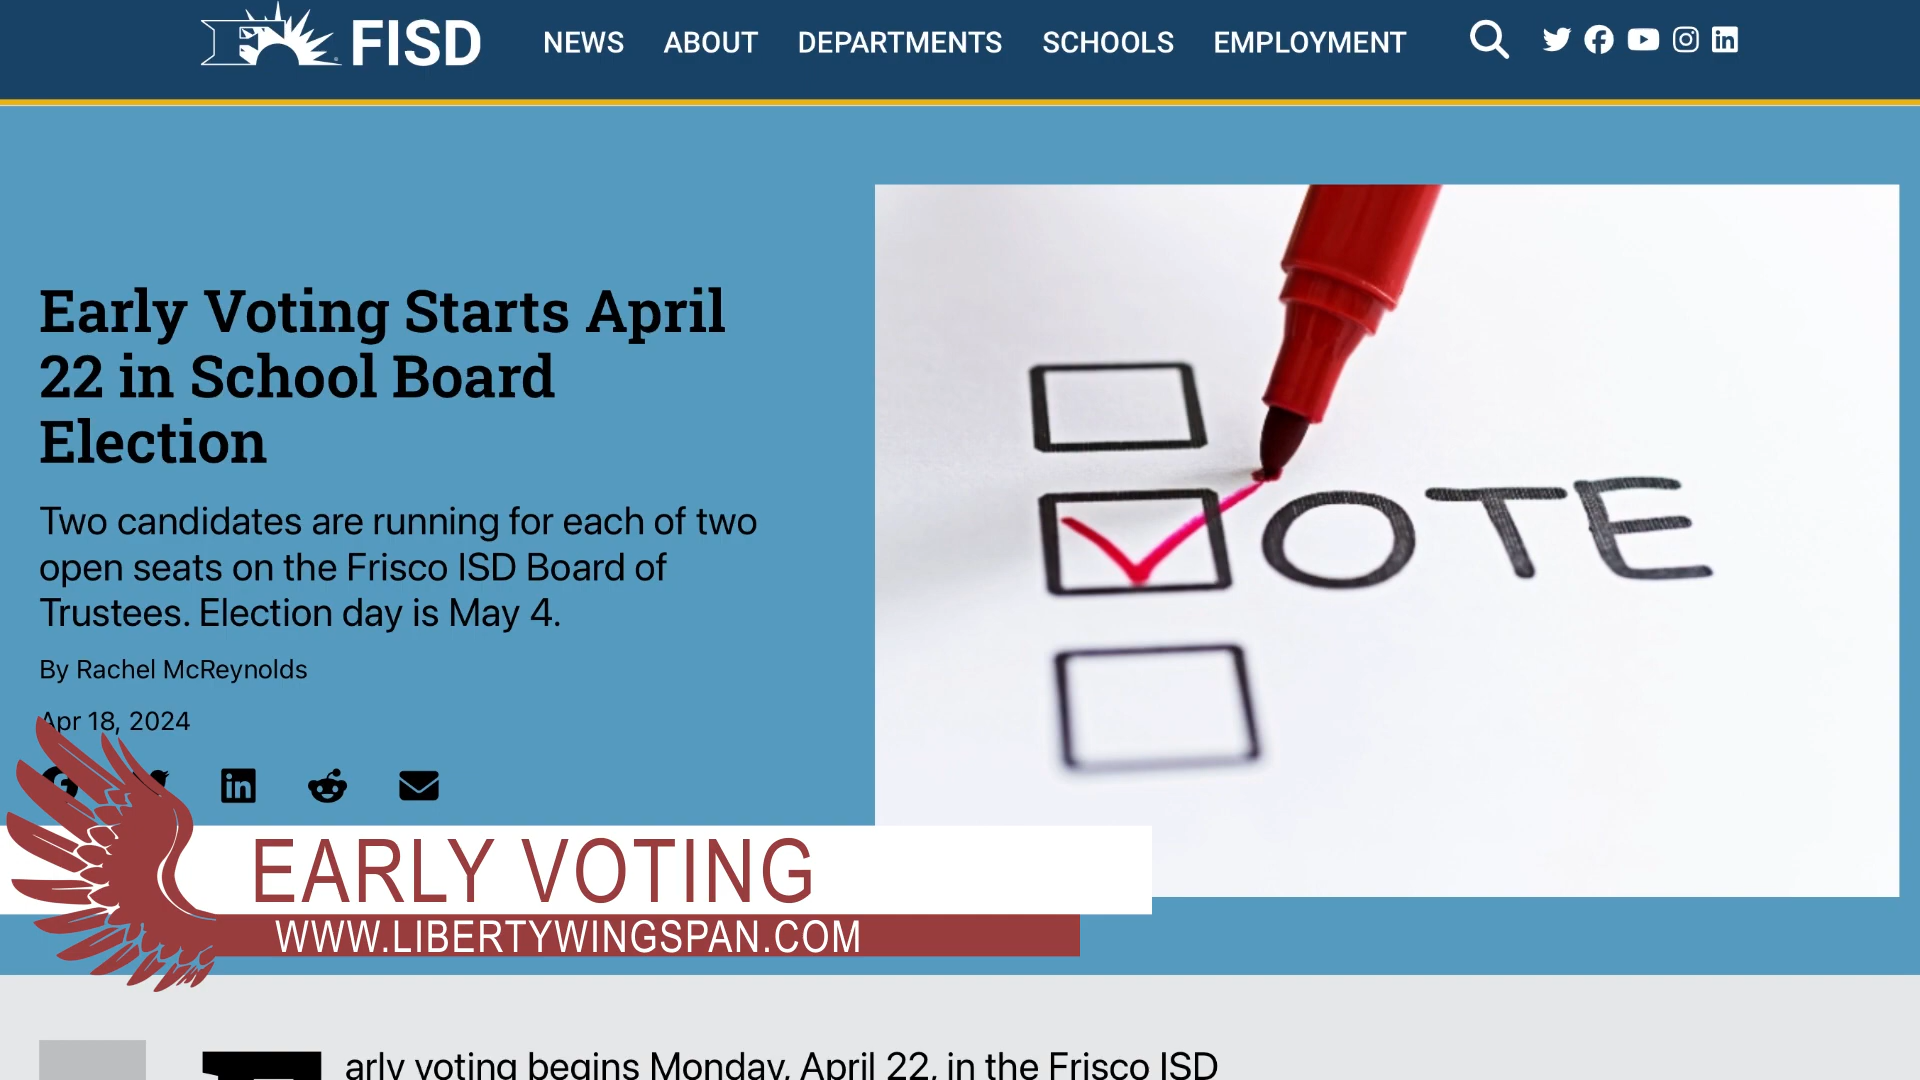 FISD NEWS ABOUT DEPARTMENTS SCHOOLS EMPLOYMENT
Early Voting Starts April
22 in School Board
Election
Two candidates are running for each of two
open seats on the Frisco ISD Board of
Trustees. Election day is May 4.
By Rachel McReynolds
Apr 18, 2024
OTE
EARLY VOTING
WWW.LIBERTYWINGSPAN.COM
arly voting begins Monday, April 22, in the Frisco ISD